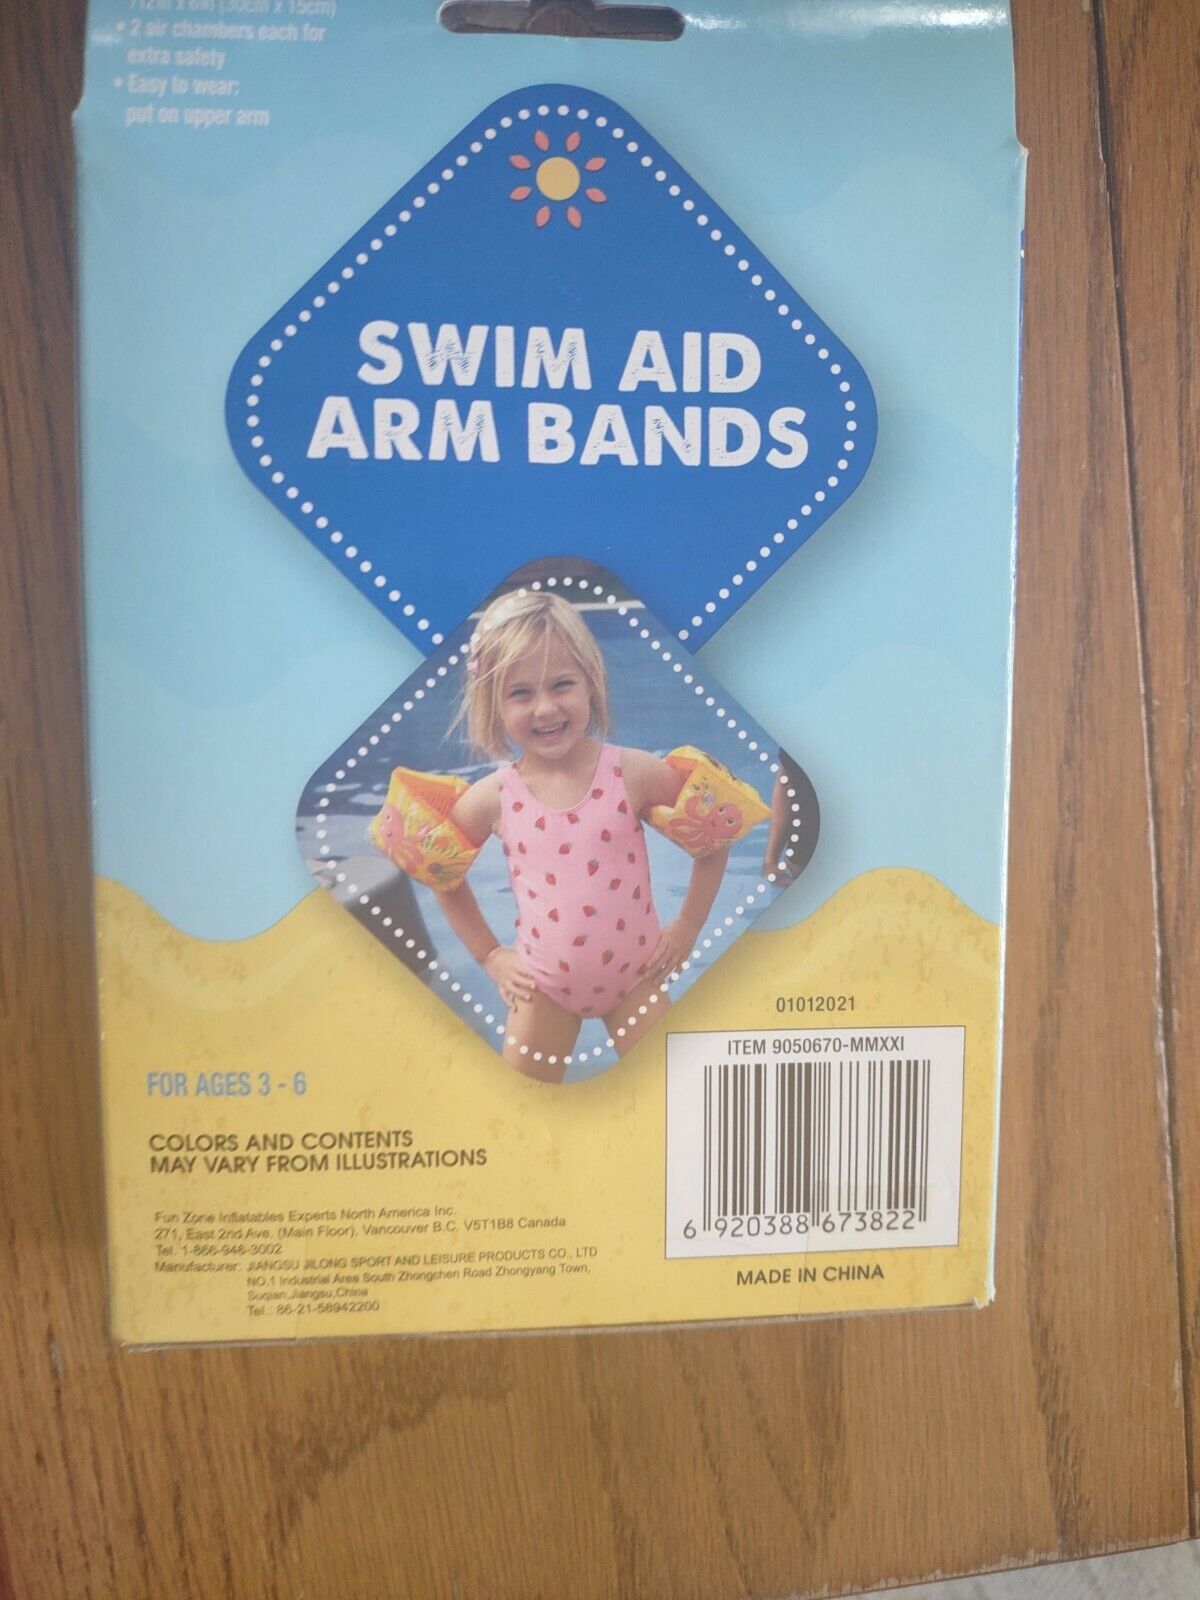 x 6in (30cm x 15cm)
• 2 air chambers each for
extra safety
• Easy to wear:
put on upper arm
SWIM AID
ARM BANDS
FOR AGES 3 - 6
COLORS AND CONTENTS
MAY VARY FROM ILLUSTRATIONS
Fun Zone Inflatables Experts North America Inc.
271, East 2nd Ave. (Main Floor), Vancouver B.C. V5T1B8 Canada
Tel. 1-866-946-3002
Manufacturer: JIANGSU JILONG SPORT AND LEISURE PRODUCTS CO., LTD
NO.1 Industrial Area South Zhongchen Road Zhongyang Town,
Suqian,Jiangsu,China
Tel.: 86-21-58942200
01012021
ITEM 9050670-MMXXI
6 920388 673822
MADE IN CHINA